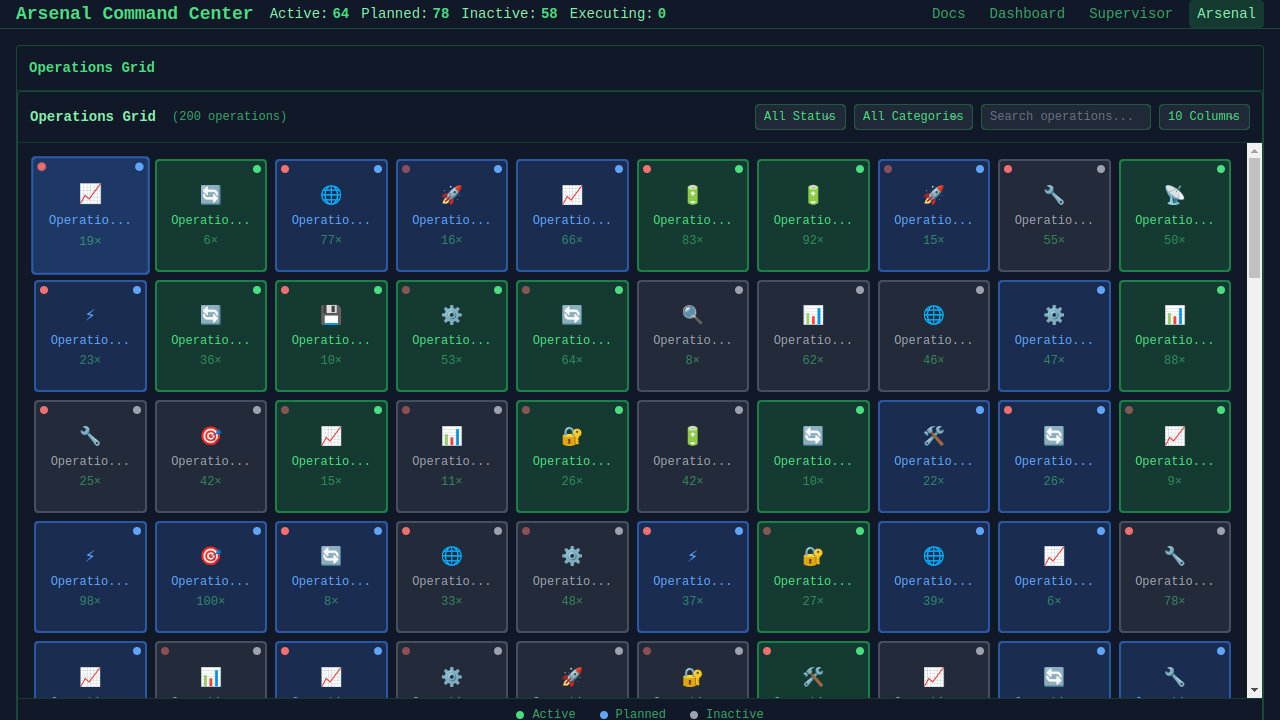 Arsenal Command Center Active: 64 Planned: 78 Inactive: 58 Executing: 0 Docs Dashboard Supervisor Arsenal
Operations Grid
Operations Grid (200 operations) All Status All Categories Search operations... 10 Columns
Operatio... Operatio... Operatio... Operatio... Operatio... Operatio... Operatio... Operatio... Operatio... Operatio...
19× 6× 77× 16× 66× 83× 92× 15× 55× 50×
Operatio... Operatio... Operatio... Operatio... Operatio... Operatio... Operatio... Operatio... Operatio... Operatio...
23× 36× 10× 53× 64× 8× 62× 46× 47× 88×
Operatio... Operatio... Operatio... Operatio... Operatio... Operatio... Operatio... Operatio... Operatio... Operatio...
25× 42× 15× 11× 26× 42× 10× 22× 26× 9×
Operatio... Operatio... Operatio... Operatio... Operatio... Operatio... Operatio... Operatio... Operatio... Operatio...
98× 100× 8× 33× 48× 37× 27× 39× 6× 78×
Active Planned Inactive